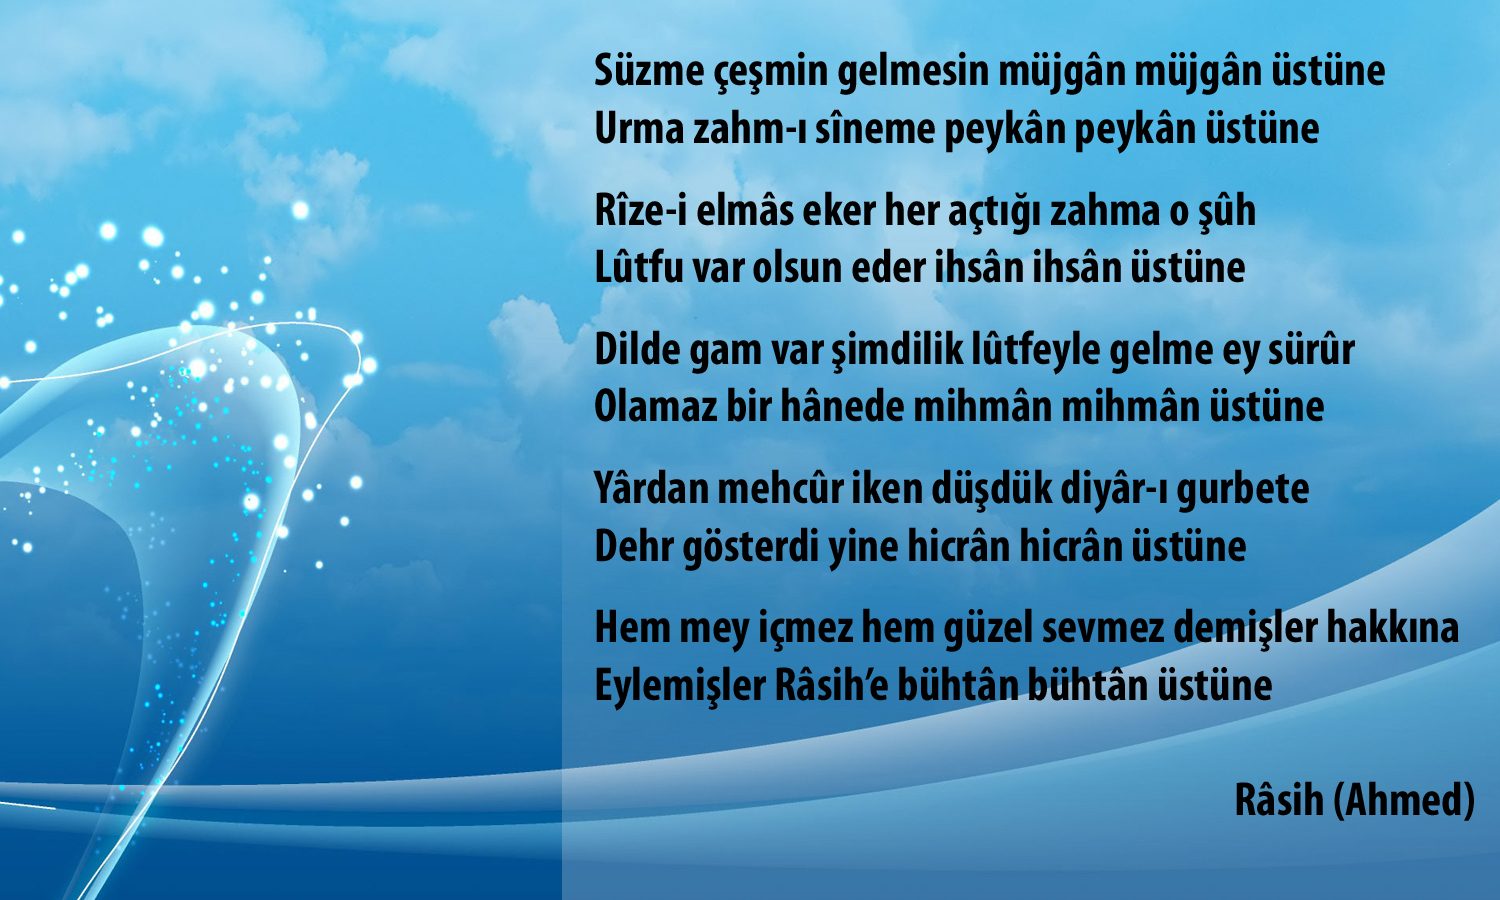 Süzme çeşmin gelmesin müjgân müjgân üstüne
Urma zahm-ı sîneme peykân peykân üstüne
Rîze-i elmâs eker her açtığı zahma o şûh
Lûtfu var olsun eder ihsân ihsân üstüne
Dilde gam var şimdilik lûtfeyle gelme ey sürûr
Olamaz bir hânede mihmân mihmân üstüne
Yârdan mehcûr iken düşdük diyâr-ı gurbete
Dehr gösterdi yine hicrân hicrân üstüne
Hem mey içmez hem güzel sevmez demişler hakkına
Eylemişler Râsih’e bühtân bühtân üstüne
Râsih (Ahmed)